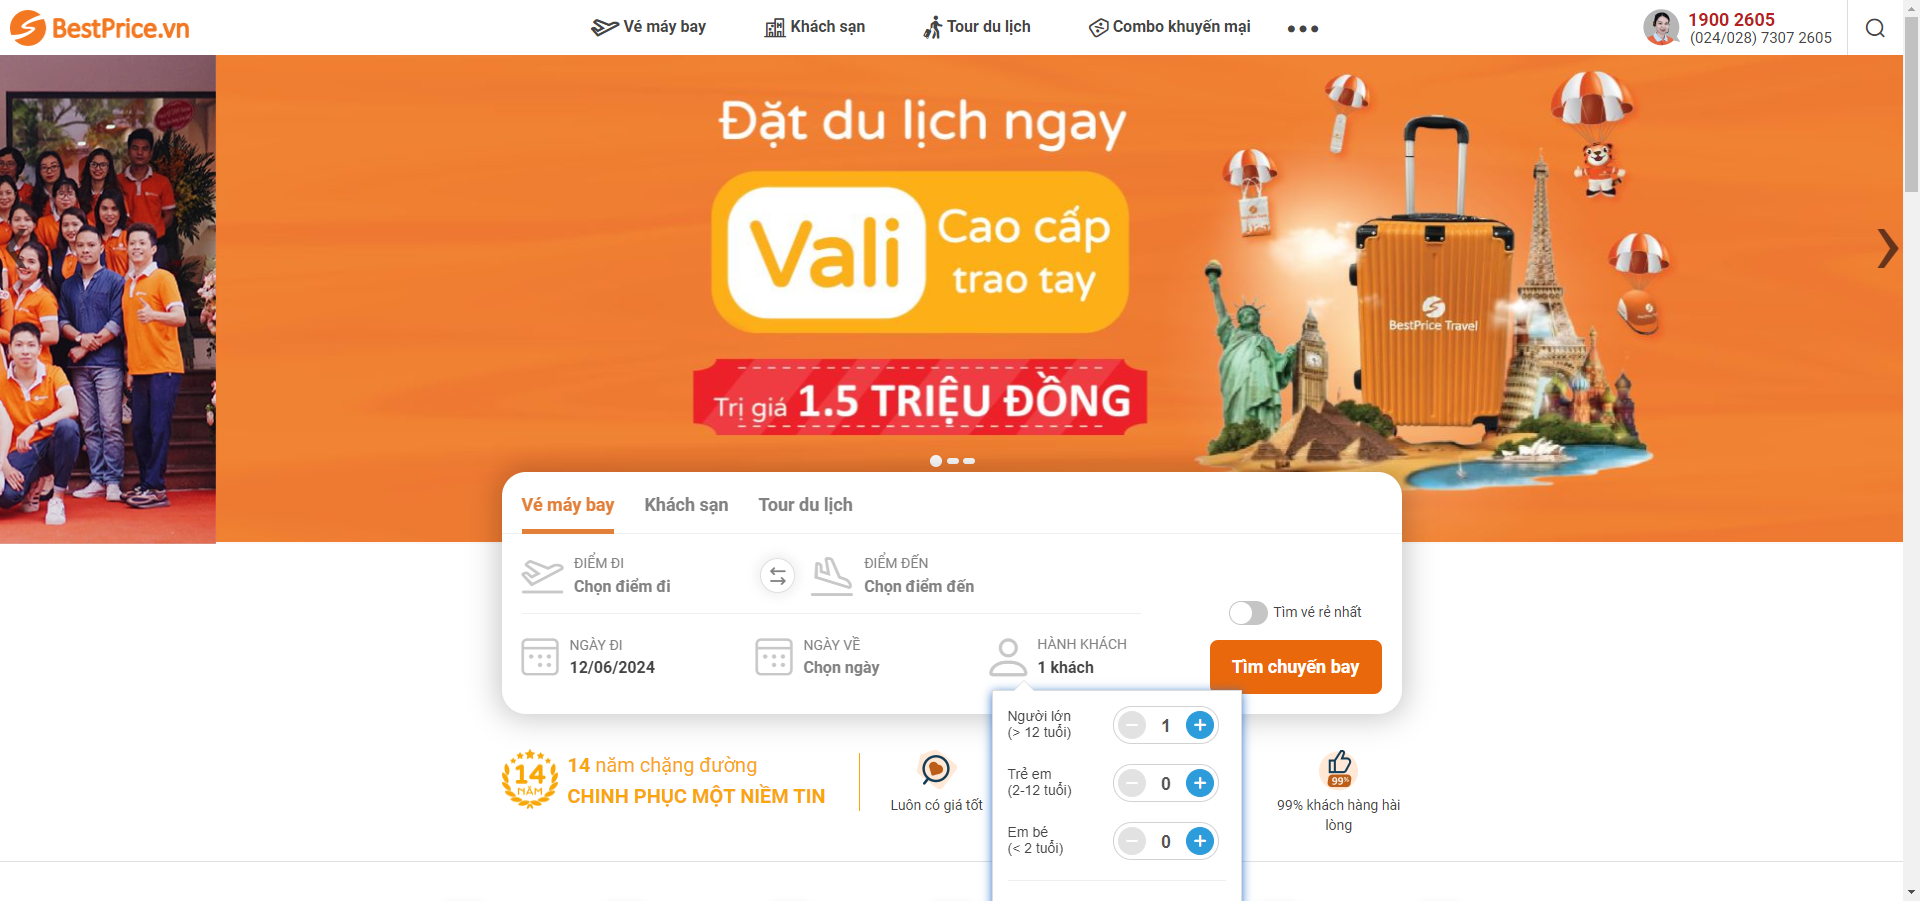 BestPrice.vn
Vé máy bay
Khách sạn
Tour du lịch
Combo khuyến mại
1900 2605
(024/028) 7307 2605
Đặt du lịch ngay
Vali
Cao cấp
trao tay
Trị giá 1.5 TRIỆU ĐỒNG
BestPrice Travel
Vé máy bay
Khách sạn
Tour du lịch
ĐIỂM ĐI
Chọn điểm đi
ĐIỂM ĐẾN
Chọn điểm đến
Tìm vé rẻ nhất
NGÀY ĐI
12/06/2024
NGÀY VỀ
Chọn ngày
HÀNH KHÁCH
1 khách
Tìm chuyến bay
Người lớn
(> 12 tuổi)
1
Trẻ em
(2-12 tuổi)
0
Em bé
(< 2 tuổi)
0
14
NĂM
14 năm chặng đường
CHINH PHỤC MỘT NIỀM TIN
Luôn có giá tốt
99%
99% khách hàng hài
lòng